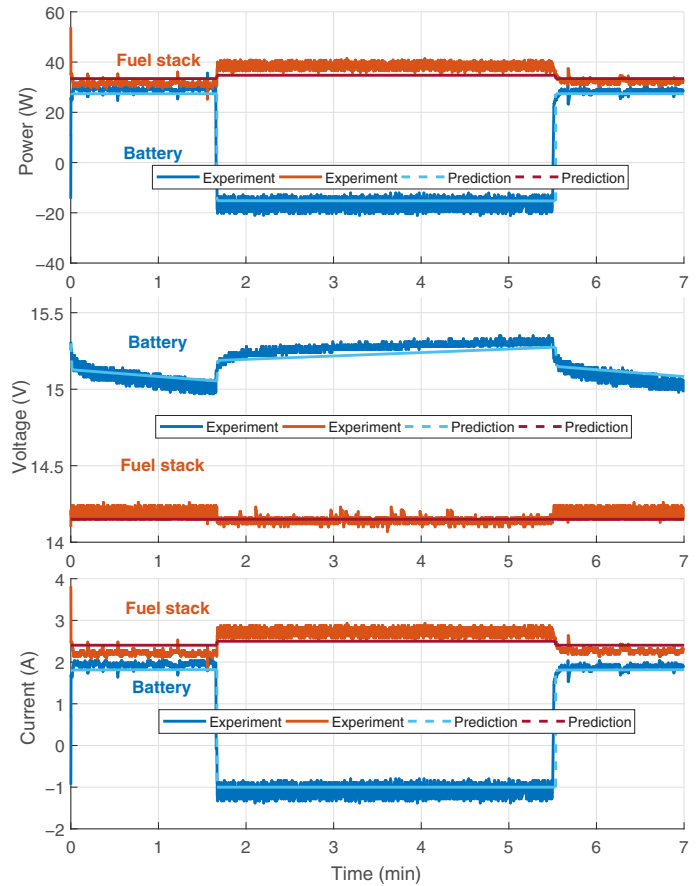 60
40
20
0
−20
−40
Power (W)
Fuel stack
Battery
Experiment Experiment Prediction Prediction
0 1 2 3 4 5 6 7
15.5
15
14.5
14
Voltage (V)
Battery
Experiment Experiment Prediction Prediction
Fuel stack
0 1 2 3 4 5 6 7
4
3
2
1
0
−1
−2
Current (A)
Fuel stack
Battery
Experiment Experiment Prediction Prediction
0 1 2 3 4 5 6 7
Time (min)